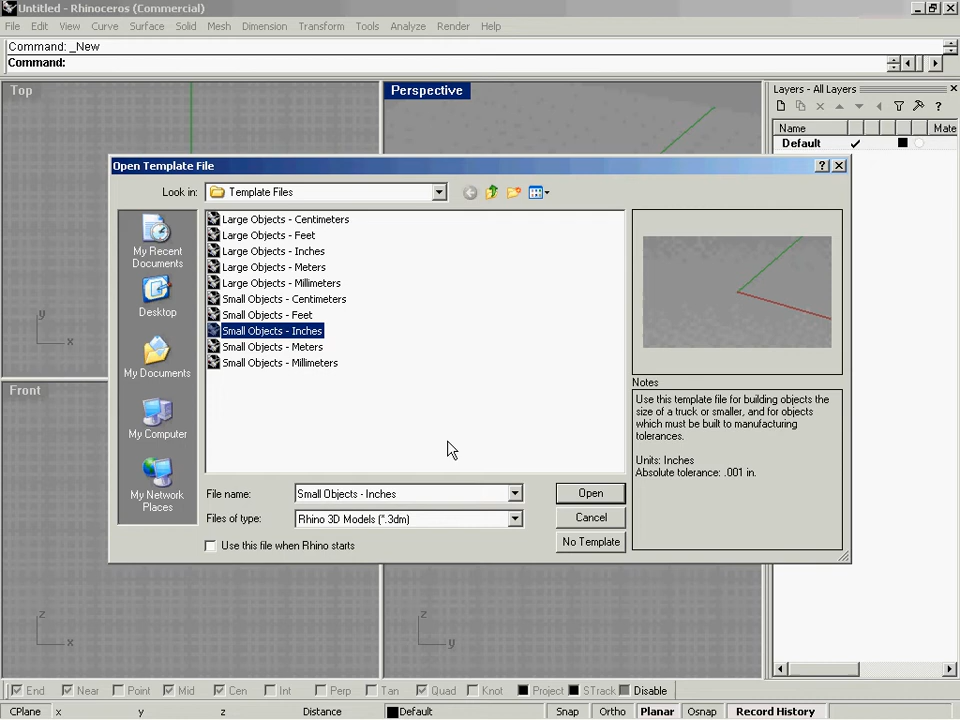 Untitled - Rhinoceros (Commercial)
File Edit View Curve Surface Solid Mesh Dimension Transform Tools Analyze Render Help
Command: _New
Command:
Top
Perspective
Layers - All Layers
?
Name Mate
Default
Open Template File
Look in: Template Files
Large Objects - Centimeters
Large Objects - Feet
Large Objects - Inches
Large Objects - Meters
Large Objects - Millimeters
Small Objects - Centimeters
Small Objects - Feet
Small Objects - Inches
Small Objects - Meters
Small Objects - Millimeters
My Recent
Documents
Desktop
My Documents
My Computer
My Network
Places
Notes
Use this template file for building objects the
size of a truck or smaller, and for objects
which must be built to manufacturing
tolerances.
Units: Inches
Absolute tolerance: .001 in.
File name: Small Objects - Inches Open
Files of type: Rhino 3D Models (*.3dm) Cancel
No Template
Use this file when Rhino starts
y
x
Front
z
x
z
y
End Near Point Mid Cen Int Perp Tan Quad Knot Project STrack Disable
CPlane x y z Distance Default Snap Ortho Planar Osnap Record History